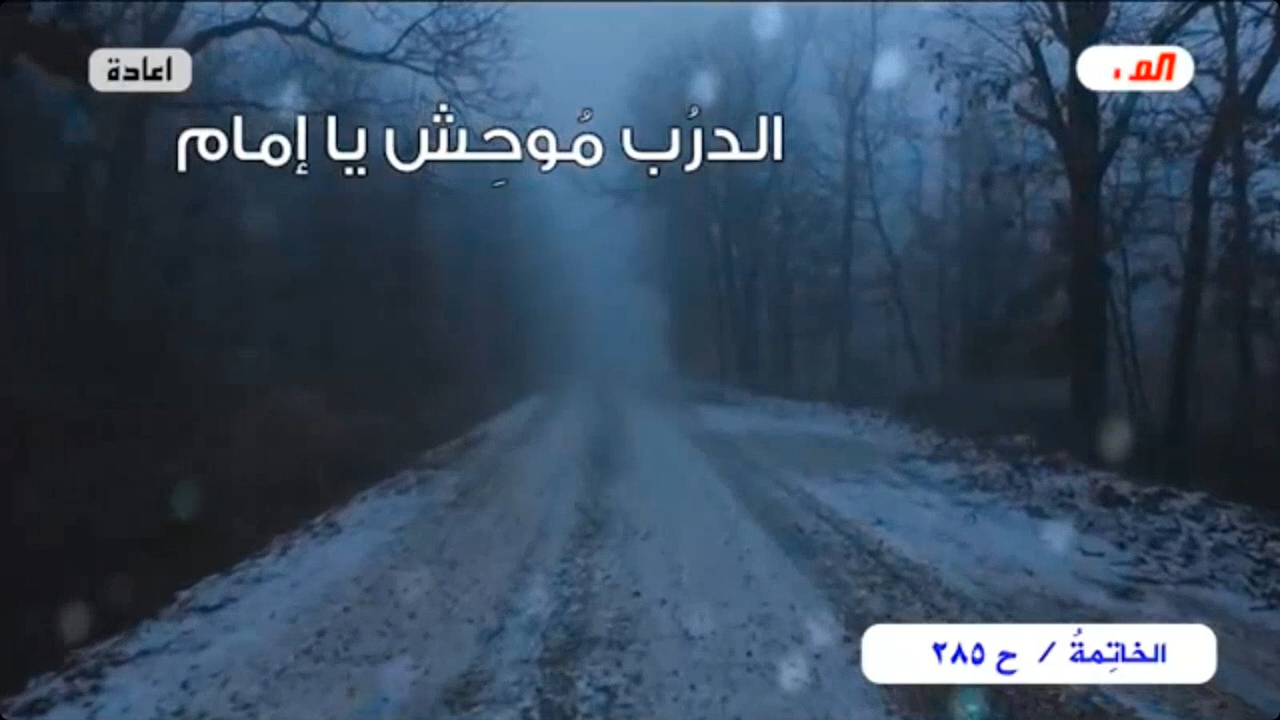 اعادة
الدرُب مُوحِش يا إمام
الخاتِمةُ / ح ٢٨٥